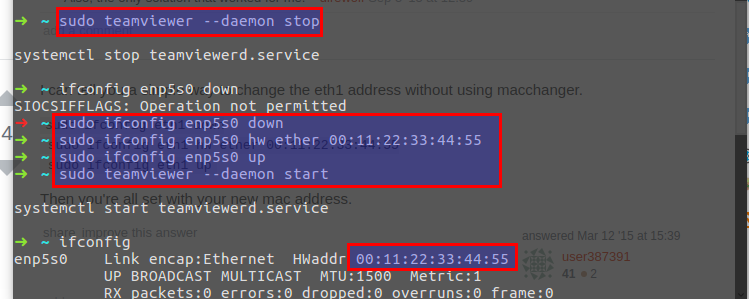 ➜ ~ sudo teamviewer --daemon stop
systemctl stop teamviewerd.service
➜ ~ ifconfig enp5s0 down
change the eth1 address without using macchanger.
SIOCSIFFLAGS: Operation not permitted
4
➜ ~ sudo ifconfig enp5s0 down
➜ ~ sudo ifconfig enp5s0 hw ether 00:11:22:33:44:55
➜ ~ sudo ifconfig enp5s0 up
sudo ifconfig eth1 up
➜ ~ sudo teamviewer --daemon start
Then you're all set with your new mac address.
systemctl start teamviewerd.service
share improve this answer
answered Mar 12 '15 at 15:39
➜ ~ ifconfig
enp5s0 Link encap:Ethernet HWaddr 00:11:22:33:44:55
user387391
UP BROADCAST MULTICAST MTU:1500 Metric:1
41 ●2
RX packets:0 errors:0 dropped:0 overruns:0 frame:0